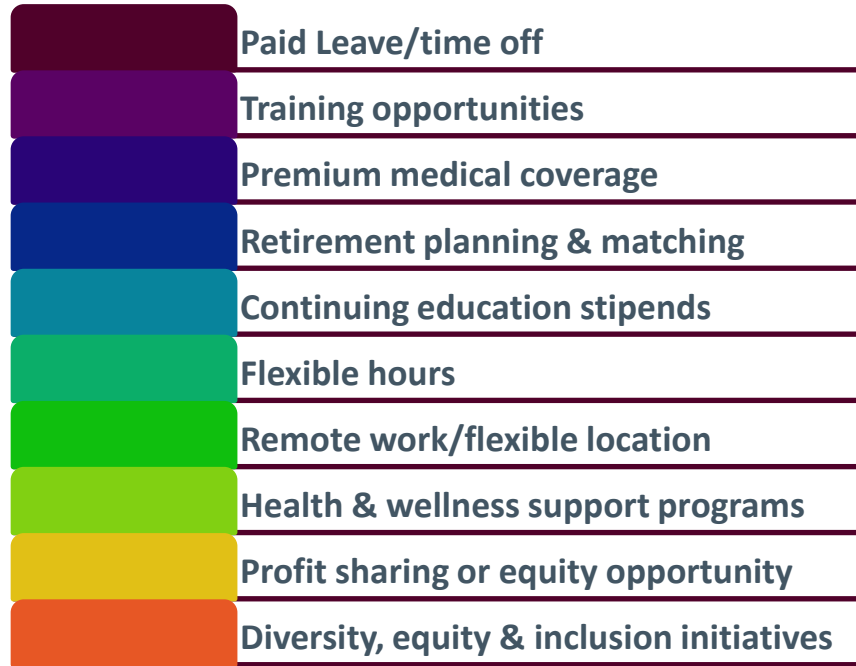 Paid Leave/time off
Training opportunities
Premium medical coverage
Retirement planning & matching
Continuing education stipends
Flexible hours
Remote work/flexible location
Health & wellness support programs
Profit sharing or equity opportunity
Diversity, equity & inclusion initiatives